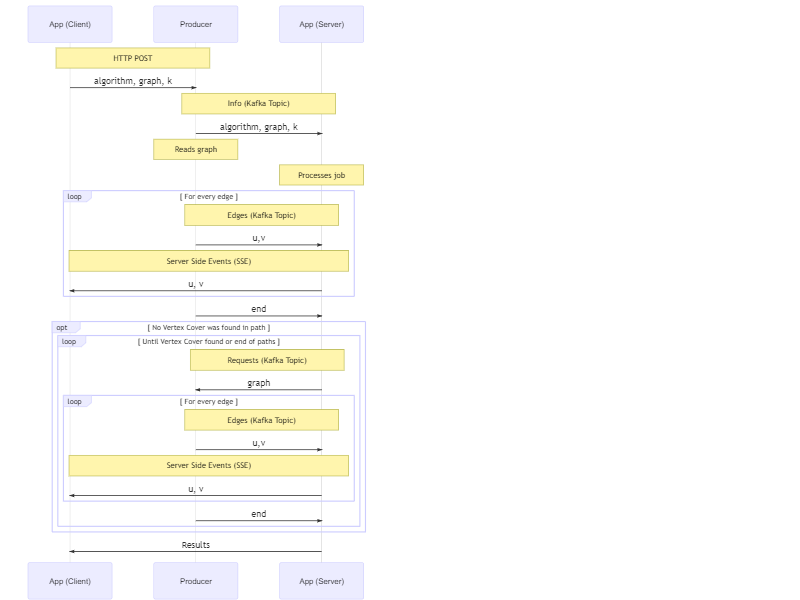 App (Client)
Producer
App (Server)
HTTP POST
algorithm, graph, k
Info (Kafka Topic)
algorithm, graph, k
Reads graph
Processes job
loop
[ For every edge ]
Edges (Kafka Topic)
u,v
Server Side Events (SSE)
u, v
end
opt
[ No Vertex Cover was found in path ]
loop
[ Until Vertex Cover found or end of paths ]
Requests (Kafka Topic)
graph
loop
[ For every edge ]
Edges (Kafka Topic)
u,v
Server Side Events (SSE)
u, v
end
Results
App (Client)
Producer
App (Server)